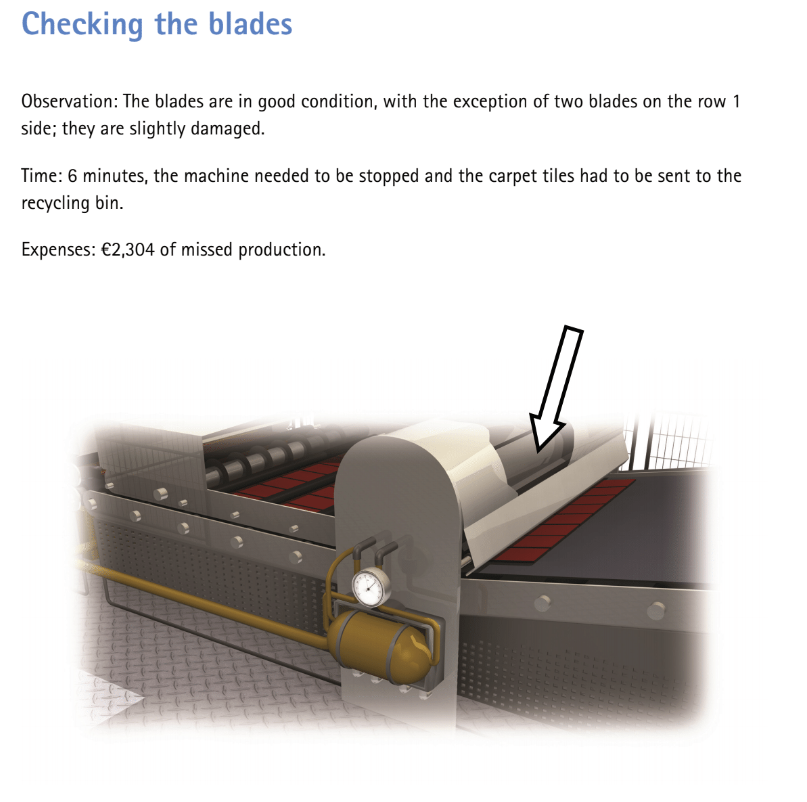 Checking the blades
Observation: The blades are in good condition, with the exception of two blades on the row 1
side; they are slightly damaged.
Time: 6 minutes, the machine needed to be stopped and the carpet tiles had to be sent to the
recycling bin.
Expenses: €2,304 of missed production.